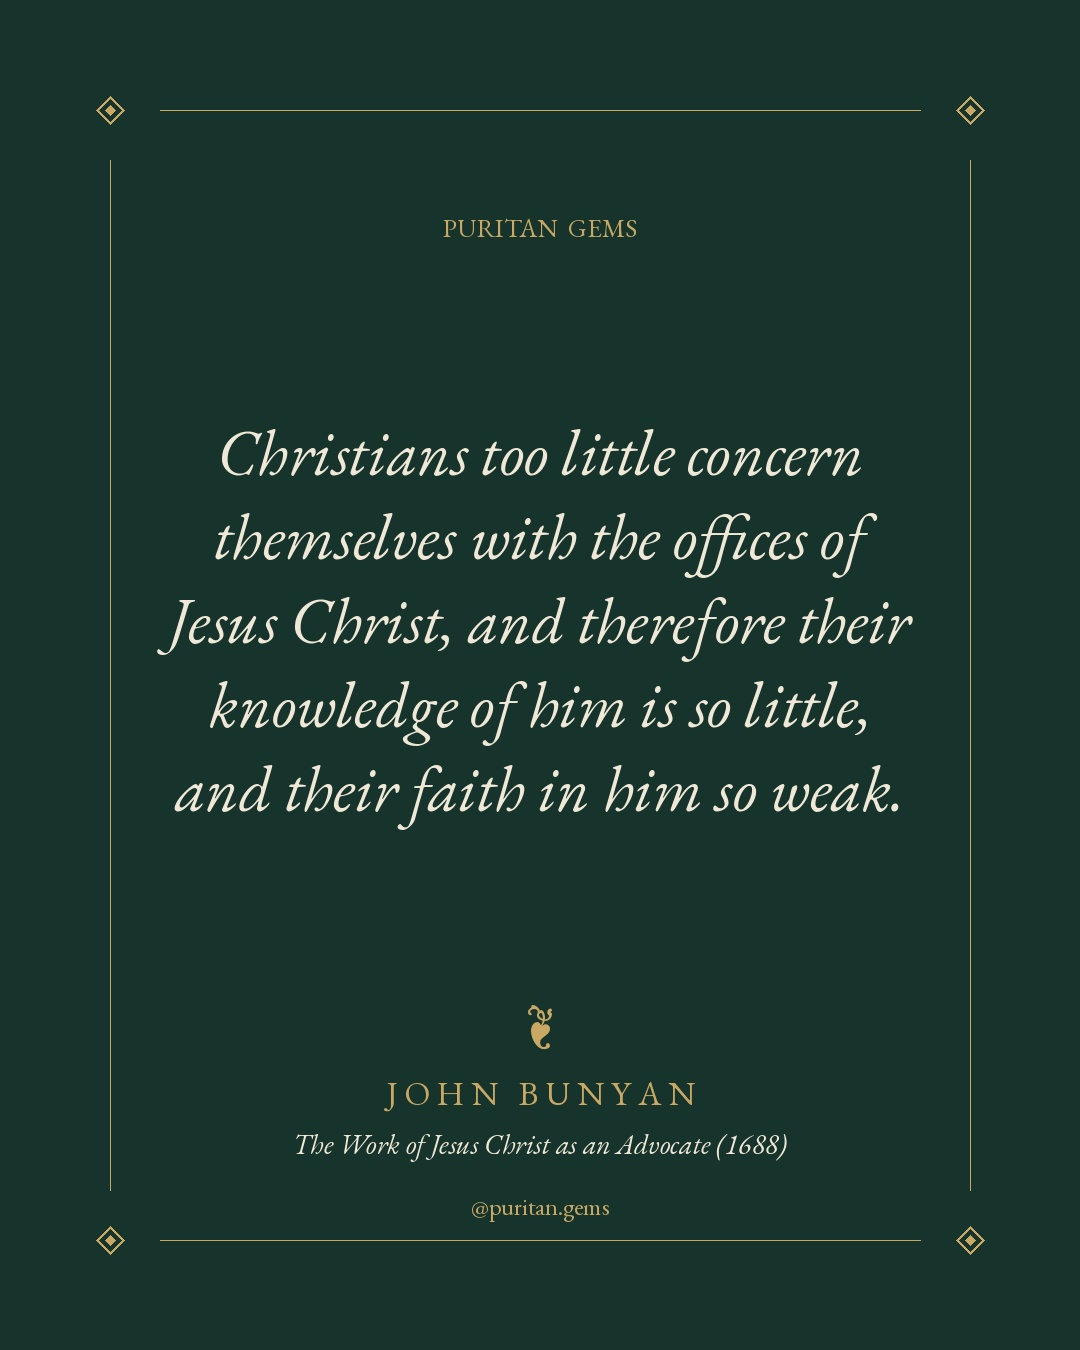 PURITAN GEMS
Christians too little concern
themselves with the offices of
Jesus Christ, and therefore their
knowledge of him is so little,
and their faith in him so weak.
JOHN BUNYAN
The Work of Jesus Christ as an Advocate (1688)
@puritan.gems